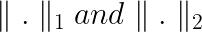 ∥ . ∥₁ and ∥ . ∥₂